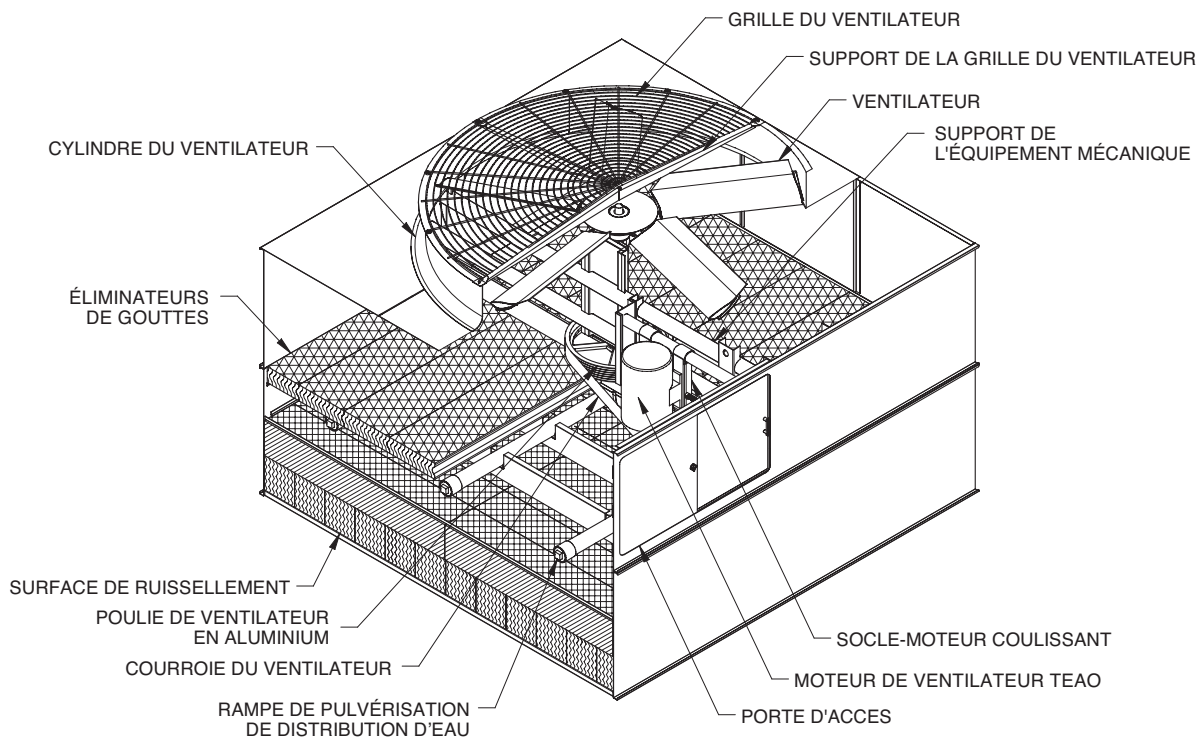 GRILLE DU VENTILATEUR
SUPPORT DE LA GRILLE DU VENTILATEUR
VENTILATEUR
SUPPORT DE
L'ÉQUIPEMENT MÉCANIQUE
CYLINDRE DU VENTILATEUR
ÉLIMINATEURS
DE GOUTTES
SURFACE DE RUISSELLEMENT
POULIE DE VENTILATEUR
EN ALUMINIUM
COURROIE DU VENTILATEUR
RAMPE DE PULVÉRISATION
DE DISTRIBUTION D'EAU
SOCLE-MOTEUR COULISSANT
MOTEUR DE VENTILATEUR TEAO
PORTE D'ACCES